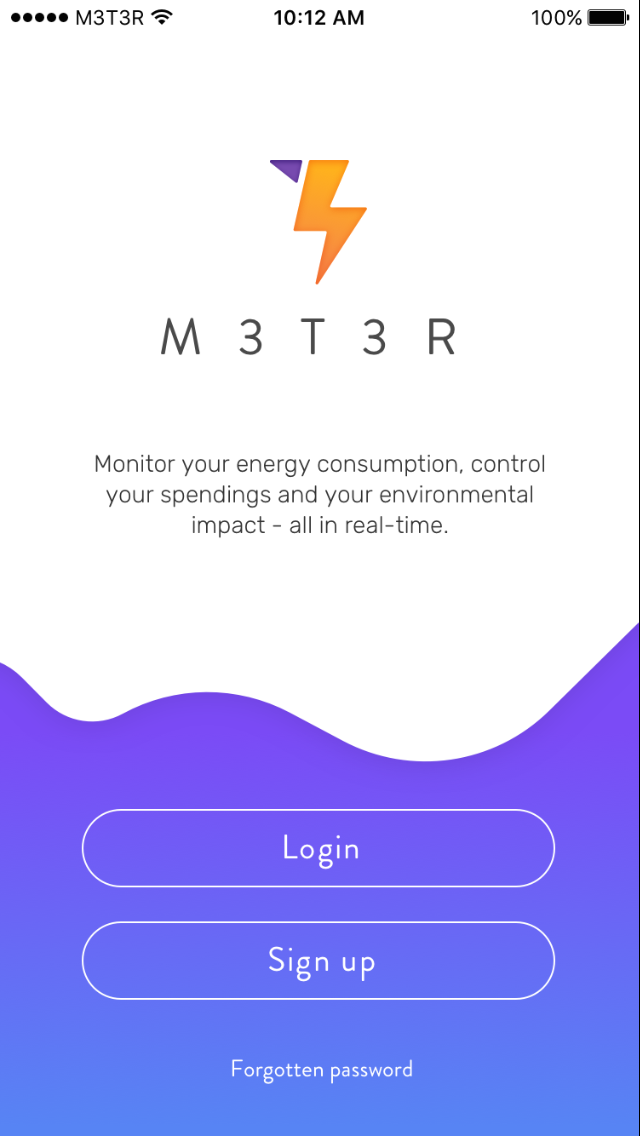 M3T3R 10:12 AM 100%
M 3 T 3 R
Monitor your energy consumption, control
your spendings and your environmental
impact - all in real-time.
Login
Sign up
Forgotten password